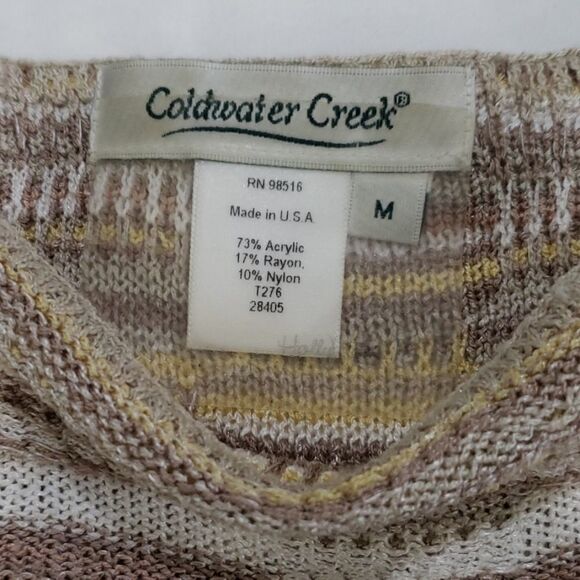 Coldwater Creek®
RN 98516
M
Made in U.S.A
73% Acrylic
17% Rayon,
10% Nylon
T276
28405